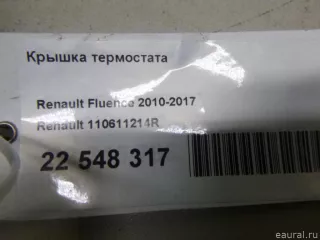 Крышка термостата
Renault Fluence 2010-2017
Renault 110611214R
22 548 317
eaural.ru